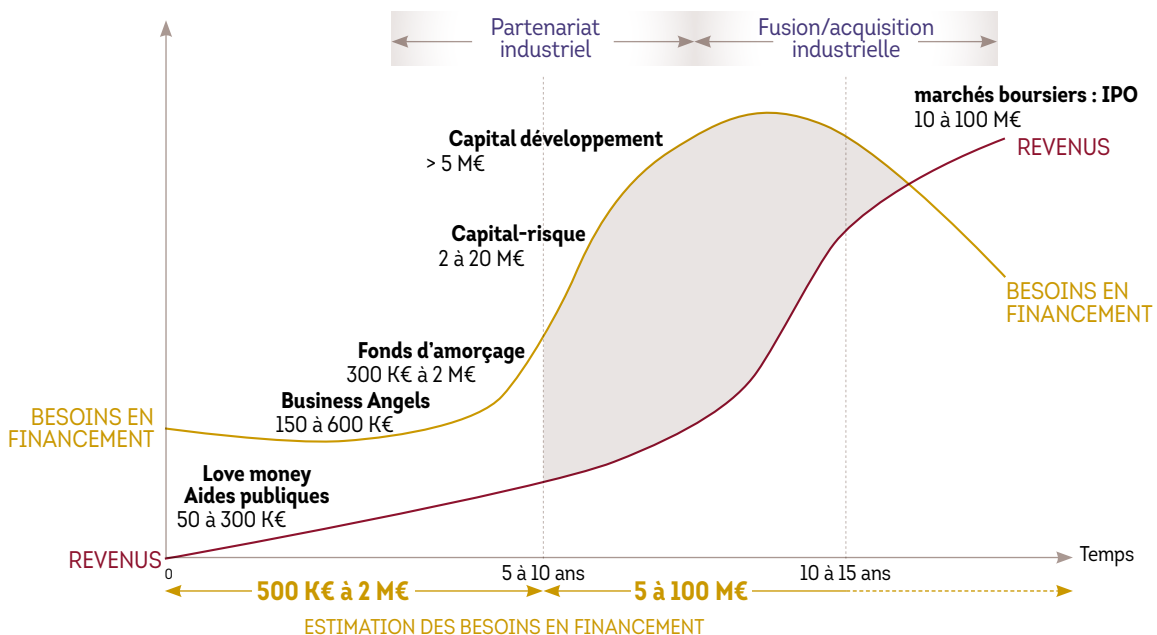 Partenariat
industriel
Fusion/acquisition
industrielle
marchés boursiers : IPO
10 à 100 M€
REVENUS
Capital développement
> 5 M€
Capital-risque
2 à 20 M€
BESOINS EN
FINANCEMENT
Fonds d’amorçage
300 K€ à 2 M€
Business Angels
150 à 600 K€
BESOINS EN
FINANCEMENT
Love money
Aides publiques
50 à 300 K€
REVENUS
Temps
0
5 à 10 ans
10 à 15 ans
500 K€ à 2 M€
5 à 100 M€
ESTIMATION DES BESOINS EN FINANCEMENT